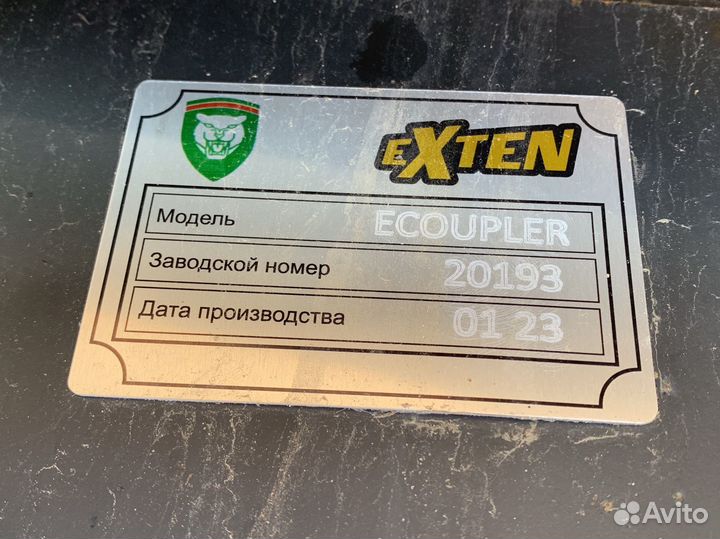 EXTEN
Модель ECOUPLER
Заводской номер 20193
Дата производства 01 23
Avito